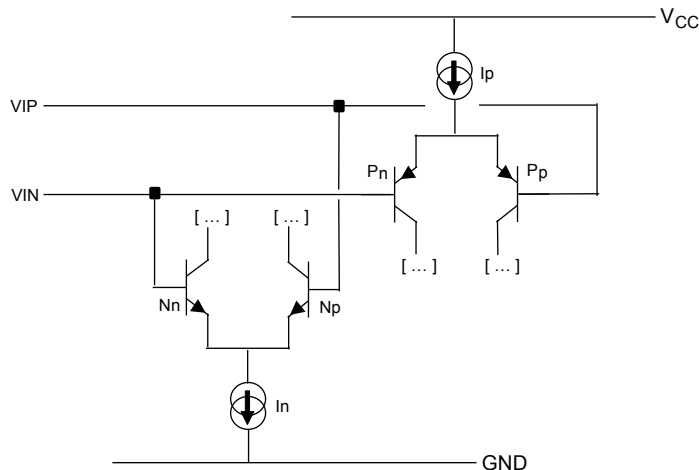 VCC
Ip
VIP
Pn
Pp
VIN
[ ... ]
[ ... ]
[ ... ]
[ ... ]
Nn
Np
In
GND